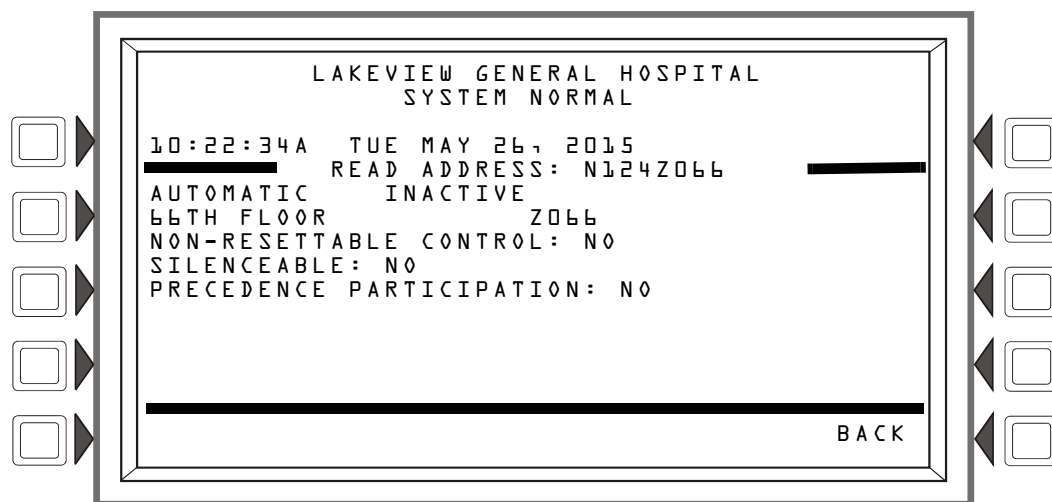 LAKEVIEW GENERAL HOSPITAL
SYSTEM NORMAL
10:22:34A TUE MAY 26, 2015
READ ADDRESS: N124Z066
AUTOMATIC INACTIVE
66TH FLOOR Z066
NON-RESETTABLE CONTROL: NO
SILENCEABLE: NO
PRECEDENCE PARTICIPATION: NO
BACK